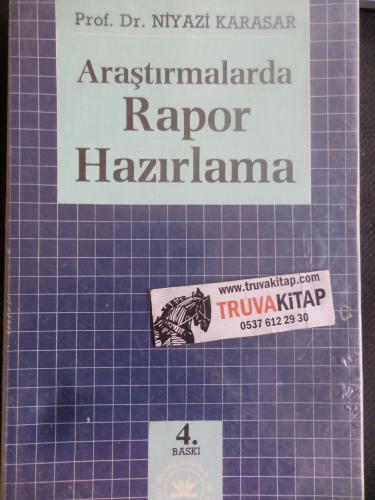 Prof. Dr. NİYAZİ KARASAR
Araştırmalarda
Rapor
Hazırlama
www.truvakitap.com
TRUVAKİTAP
0537 612 29 30
4.
BASKI